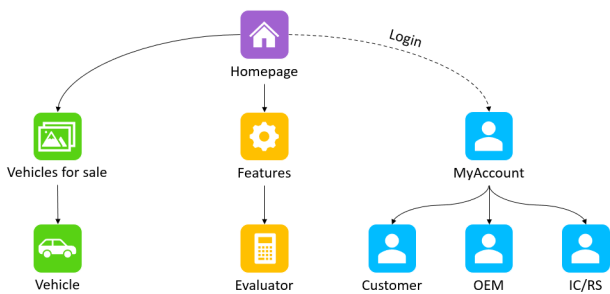 Login
Homepage
Vehicles for sale
Features
MyAccount
Vehicle
Evaluator
Customer
OEM
IC/RS